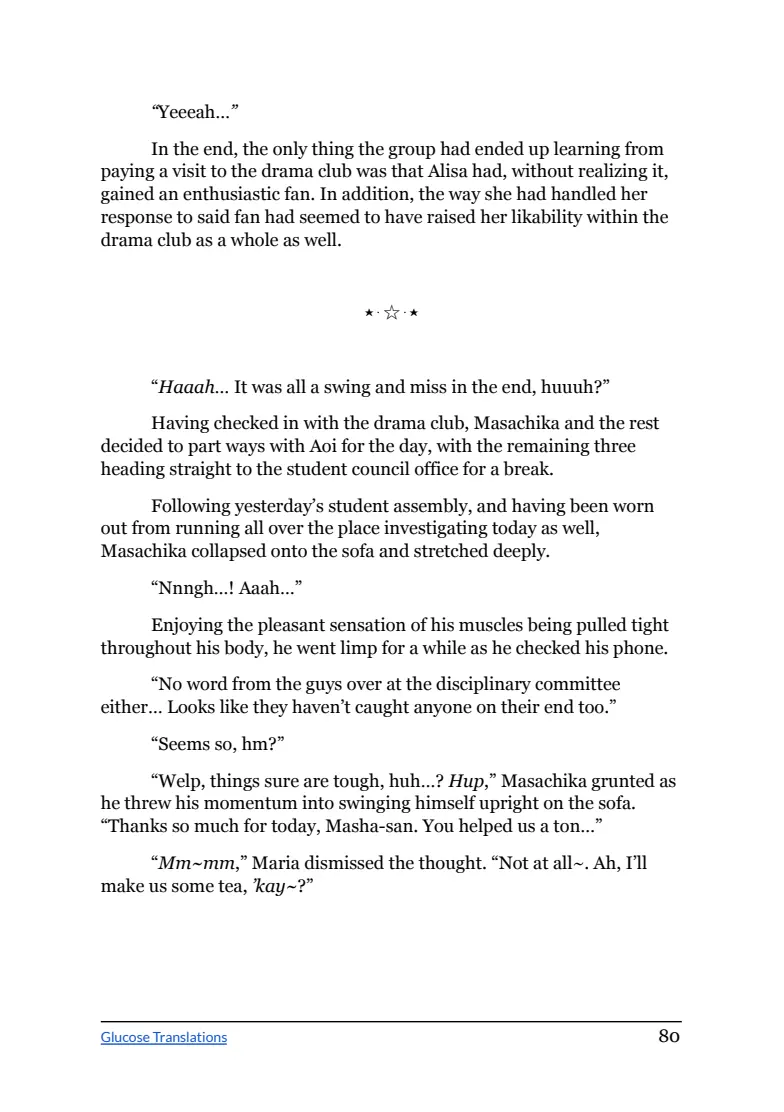 “Yeeeah…”
In the end, the only thing the group had ended up learning from
paying a visit to the drama club was that Alisa had, without realizing it,
gained an enthusiastic fan. In addition, the way she had handled her
response to said fan had seemed to have raised her likability within the
drama club as a whole as well.
⋆·☆·⋆
“Haaah… It was all a swing and miss in the end, huuuh?”
Having checked in with the drama club, Masachika and the rest
decided to part ways with Aoi for the day, with the remaining three
heading straight to the student council office for a break.
Following yesterday’s student assembly, and having been worn
out from running all over the place investigating today as well,
Masachika collapsed onto the sofa and stretched deeply.
“Nnngh…! Aaah…”
Enjoying the pleasant sensation of his muscles being pulled tight
throughout his body, he went limp for a while as he checked his phone.
“No word from the guys over at the disciplinary committee
either… Looks like they haven’t caught anyone on their end too.”
“Seems so, hm?”
“Welp, things sure are tough, huh…? Hup,” Masachika grunted as
he threw his momentum into swinging himself upright on the sofa.
“Thanks so much for today, Masha-san. You helped us a ton…”
“Mm~mm,” Maria dismissed the thought. “Not at all~. Ah, I’ll
make us some tea, ’kay~?”
Glucose Translations
80